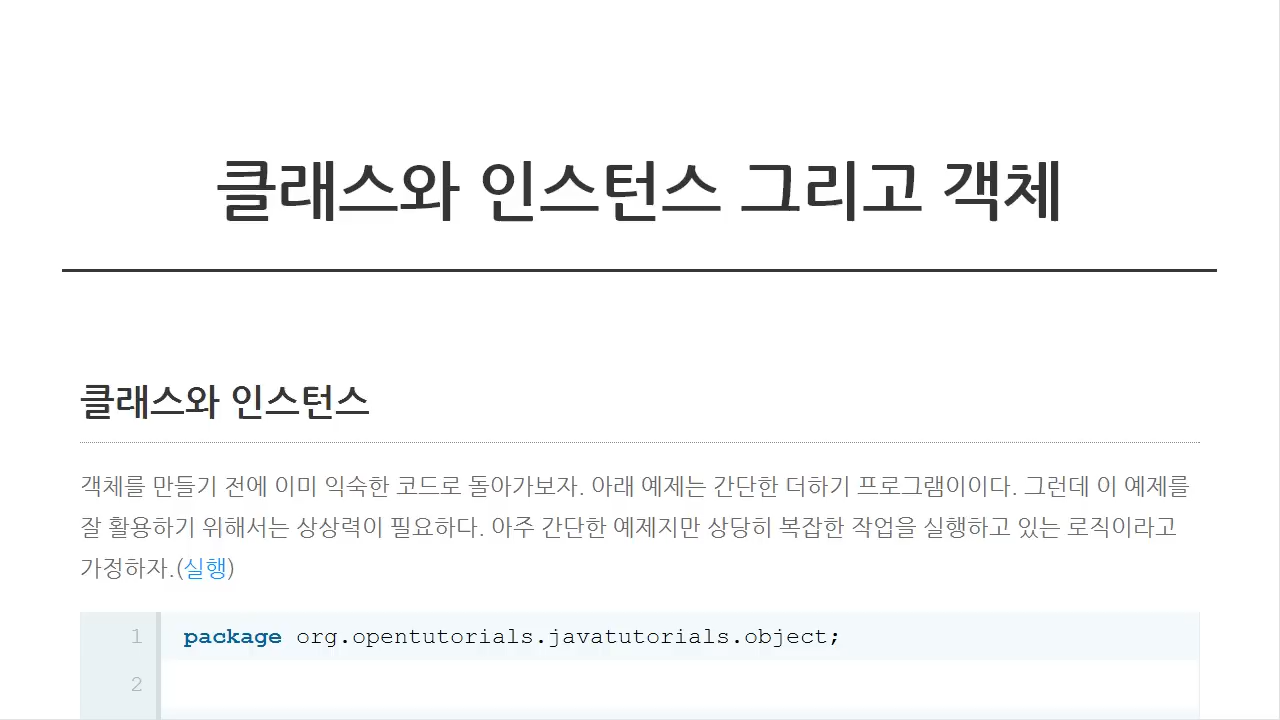 클래스와 인스턴스 그리고 객체
클래스와 인스턴스
객체를 만들기 전에 이미 익숙한 코드로 돌아가보자. 아래 예제는 간단한 더하기 프로그램이이다. 그런데 이 예제를
잘 활용하기 위해서는 상상력이 필요하다. 아주 간단한 예제지만 상당히 복잡한 작업을 실행하고 있는 로직이라고
가정하자.(실행)
1 package org.opentutorials.javatutorials.object;
2